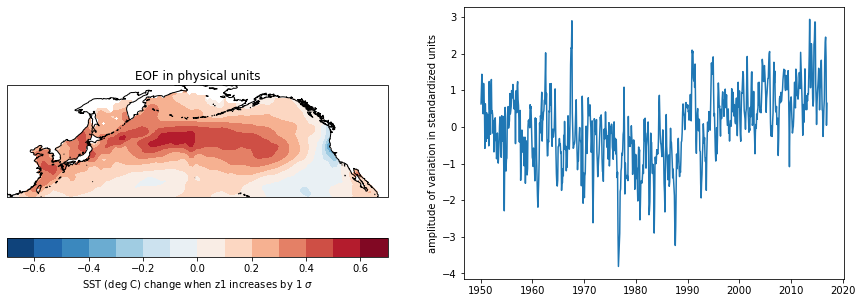 EOF in physical units
−0.6 −0.4 −0.2 0.0 0.2 0.4 0.6
SST (deg C) change when z1 increases by 1 σ
amplitude of variation in standardized units
3
2
1
0
−1
−2
−3
−4
1950 1960 1970 1980 1990 2000 2010 2020